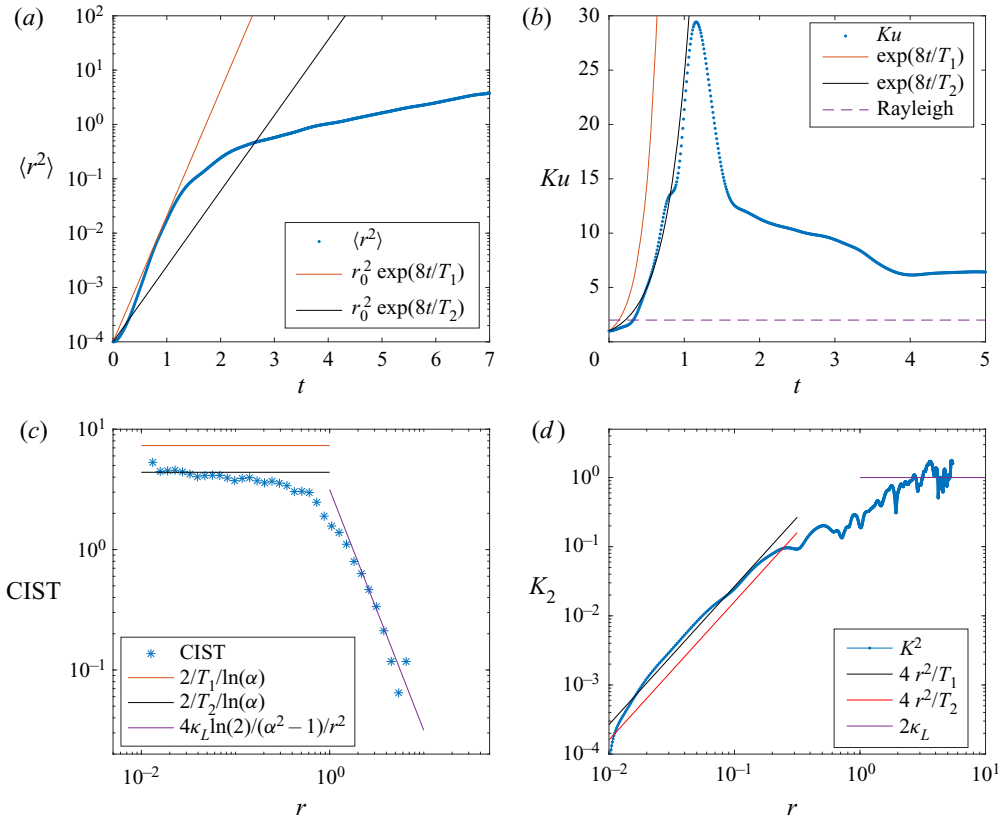 (a)
10^2
10^1
10^0
10^−1
10^−2
10^−3
10^−4
⟨r^2⟩
0 1 2 3 4 5 6 7
t
⟨r^2⟩
r_0^2 exp(8t/T_1)
r_0^2 exp(8t/T_2)
(b)
30
25
20
15
10
5
Ku
0 1 2 3 4 5
t
Ku
exp(8t/T_1)
exp(8t/T_2)
Rayleigh
(c)
10^1
10^0
10^−1
CIST
10^−2 10^0
r
CIST
2/T_1/ln(α)
2/T_2/ln(α)
4κ_L ln(2)/(α^2 − 1)/r^2
(d)
10^0
10^−1
10^−2
10^−3
10^−4
K_2
10^−2 10^−1 10^0 10^1
r
K^2
4 r^2/T_1
4 r^2/T_2
2κ_L